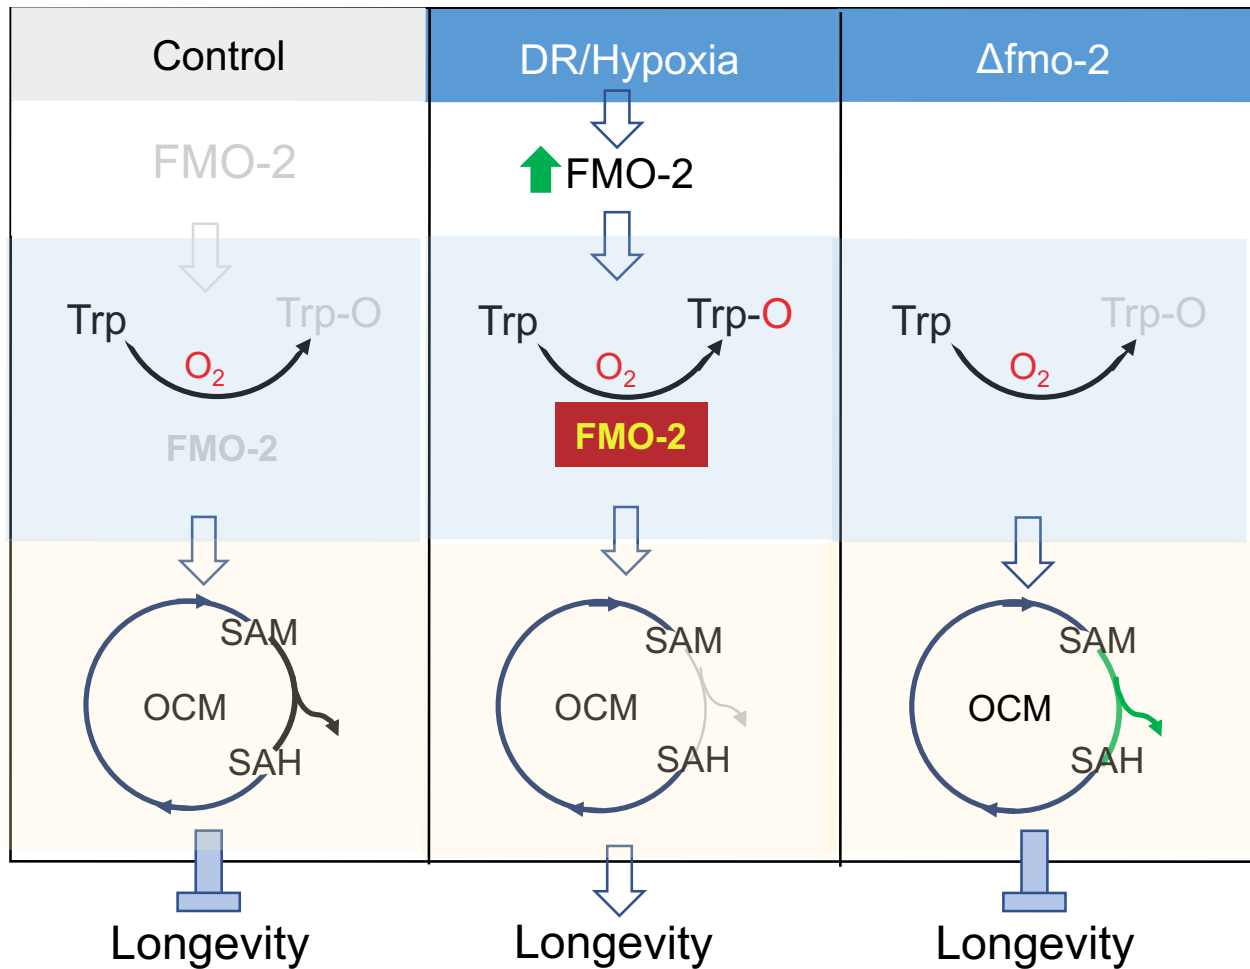 Control
DR/Hypoxia
Δfmo-2
FMO-2
FMO-2
Trp
Trp-O
O₂
FMO-2
Trp
Trp-O
O₂
FMO-2
Trp
Trp-O
O₂
SAM
OCM
SAH
SAM
OCM
SAH
SAM
OCM
SAH
Longevity
Longevity
Longevity